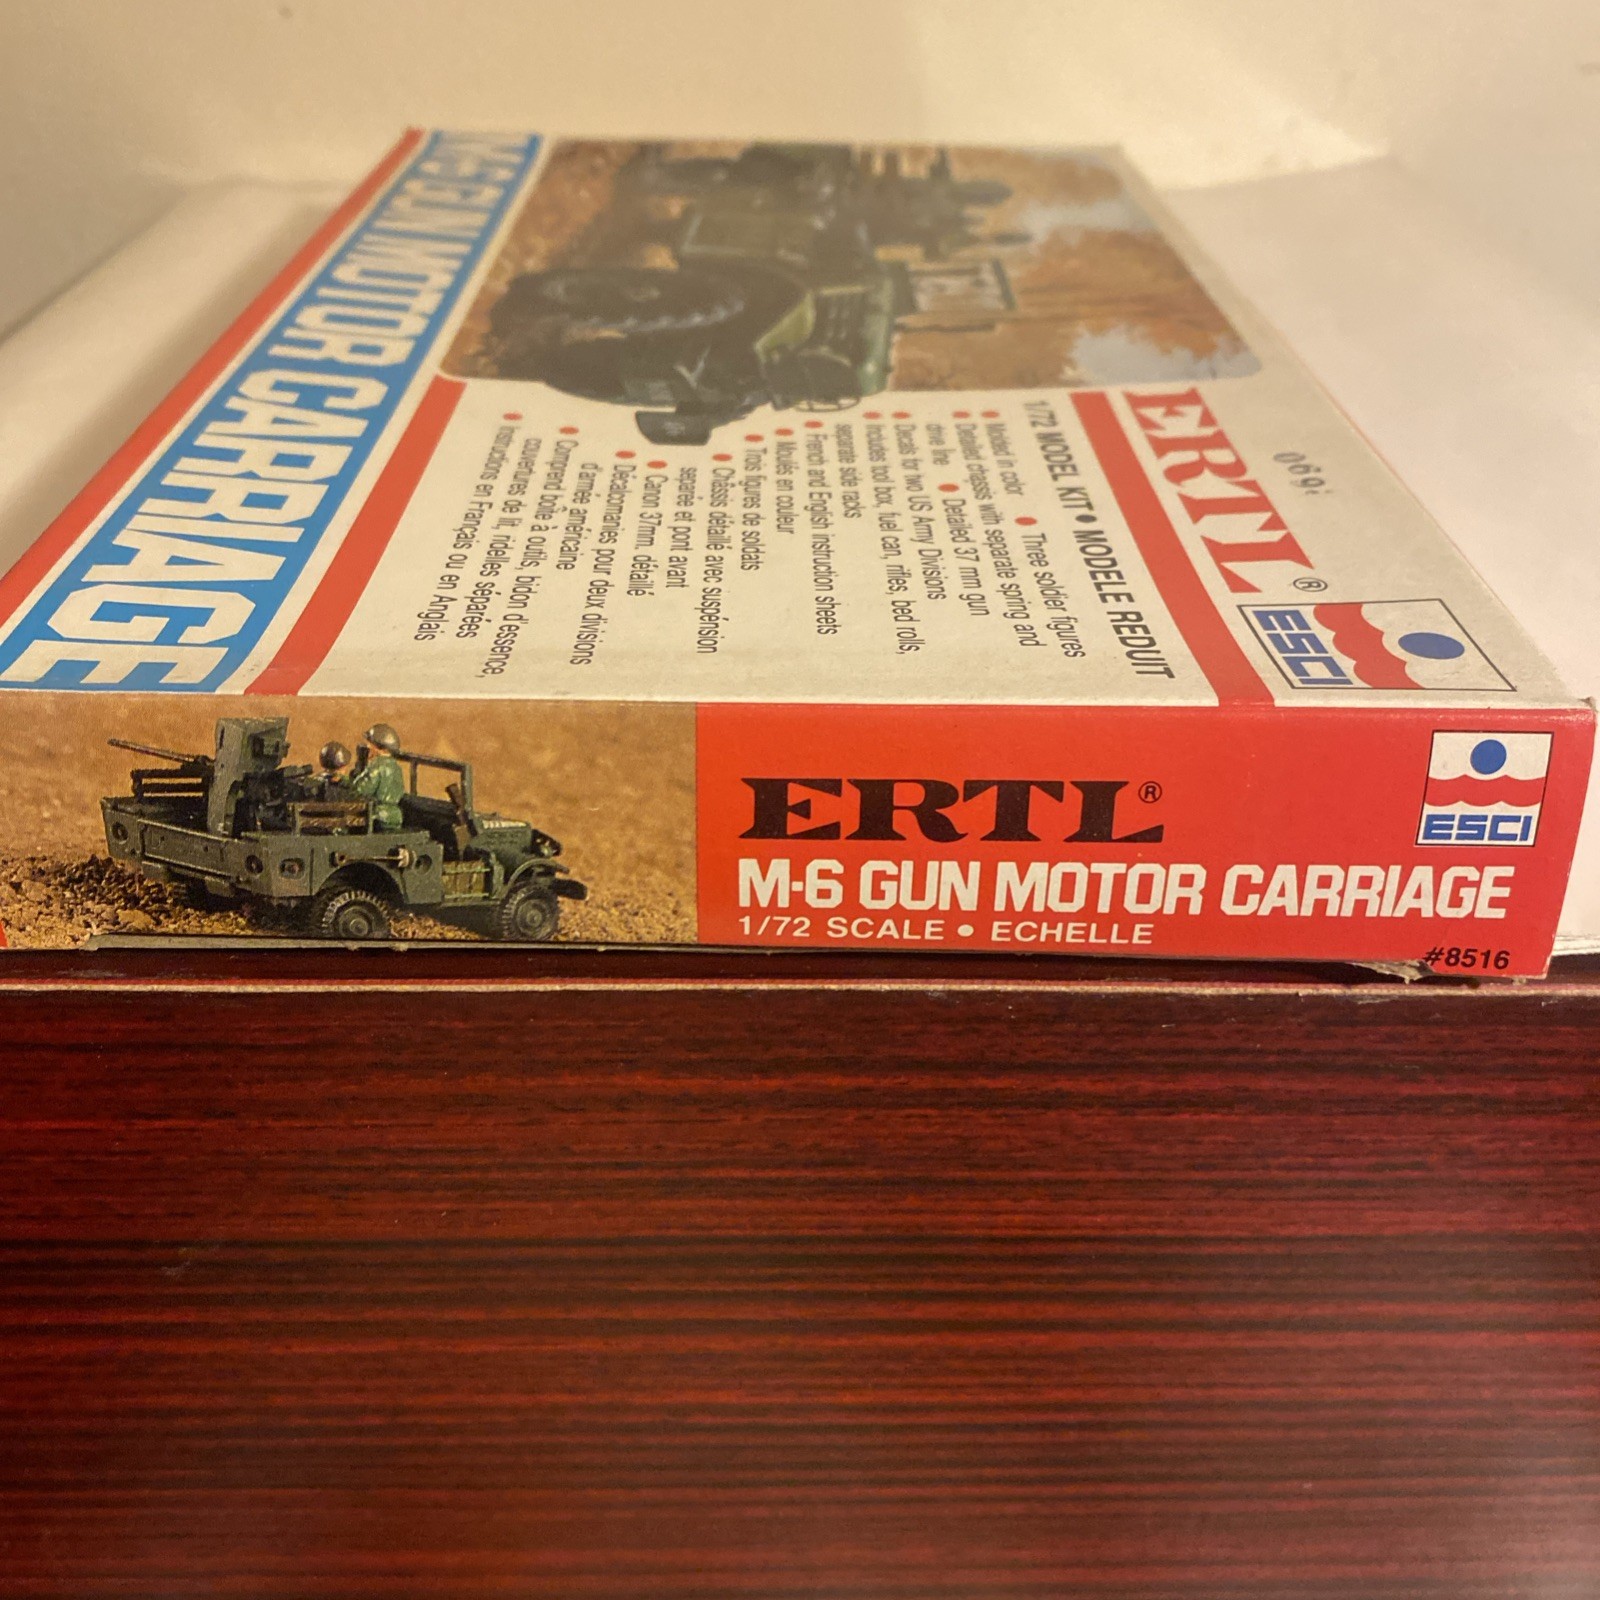 M-6 GUN MOTOR CARRIAGE
ERTL®
ESCI
1/72 MODEL KIT • MODELE REDUIT
• Molded in color • Three soldier figures
• Detailed chassis with separate spring and
drive line • Detailed 37 mm gun
• Decals for two US Army Divisions
• Includes tool box, fuel can, rifles, bed rolls,
separate side racks
• French and English instruction sheets
• Moulés en couleur
• Trois figures de soldats
• Châssis détaillé avec suspénsion
separée et pont avant
• Canon 37mm. détaillé
• Décalcomanies pour deux divisions
d'armée américaine
• Comprend boîte à outils, bidon d'essence,
couvertures de lit, ridelles séparées
• Instructions en Français ou en Anglais
ERTL®
M-6 GUN MOTOR CARRIAGE
1/72 SCALE • ECHELLE
#8516
ESCI